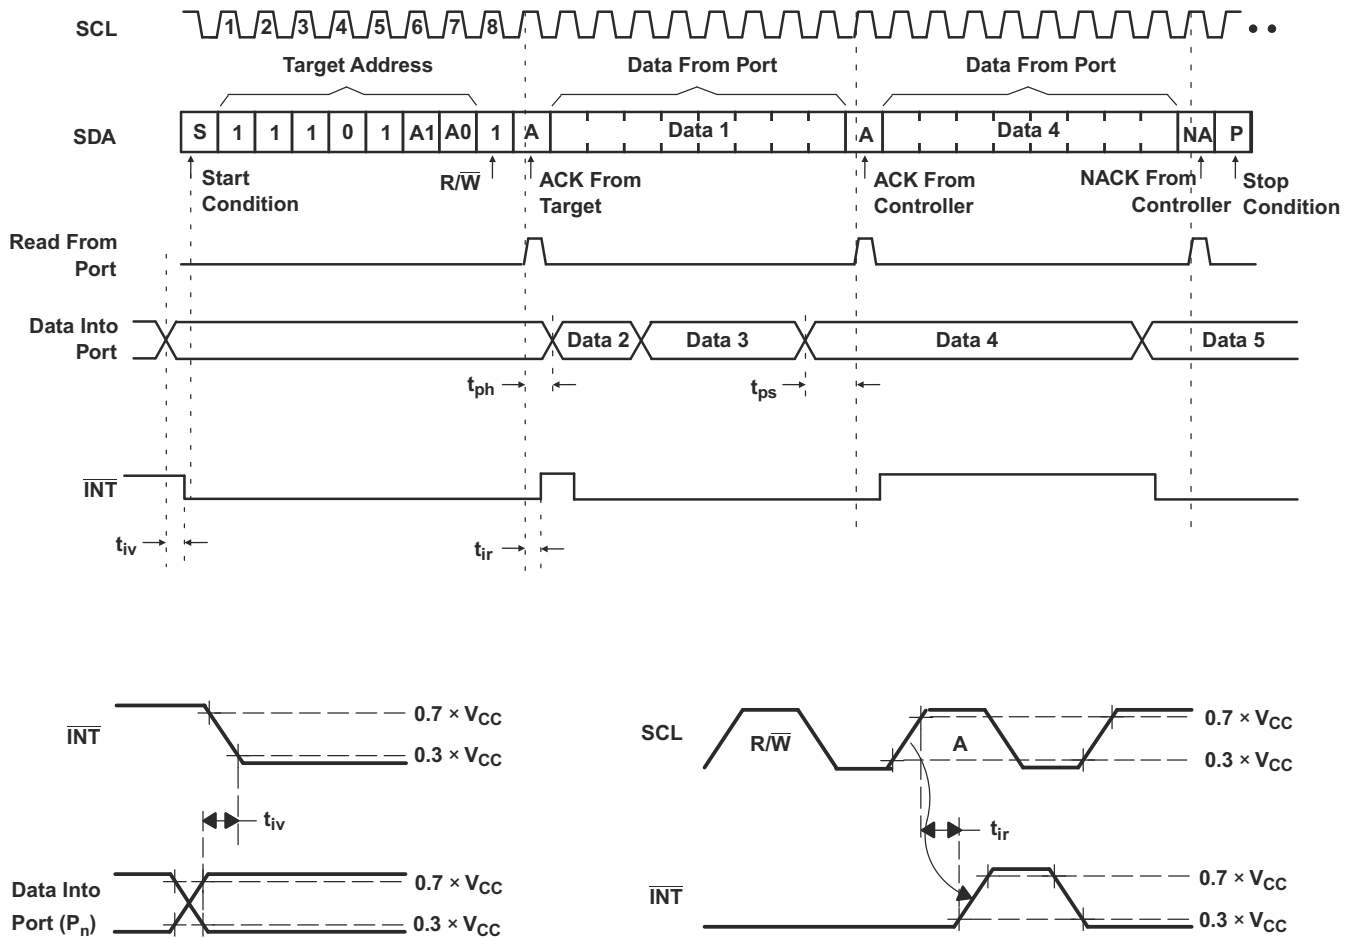 SCL 1 2 3 4 5 6 7 8
Target Address Data From Port Data From Port
SDA S 1 1 1 0 1 A1 A0 1 A Data 1 A Data 4 NA P
Start Condition
R/W̅
ACK From Target
ACK From Controller
NACK From Controller
Stop Condition
Read From Port
Data Into Port Data 2 Data 3 Data 4 Data 5
tph tps
I̅N̅T̅
tiv tir
I̅N̅T̅
0.7 × VCC
0.3 × VCC
tiv
Data Into Port (Pn)
0.7 × VCC
0.3 × VCC
SCL R/W̅ A
0.7 × VCC
0.3 × VCC
tir
I̅N̅T̅
0.7 × VCC
0.3 × VCC